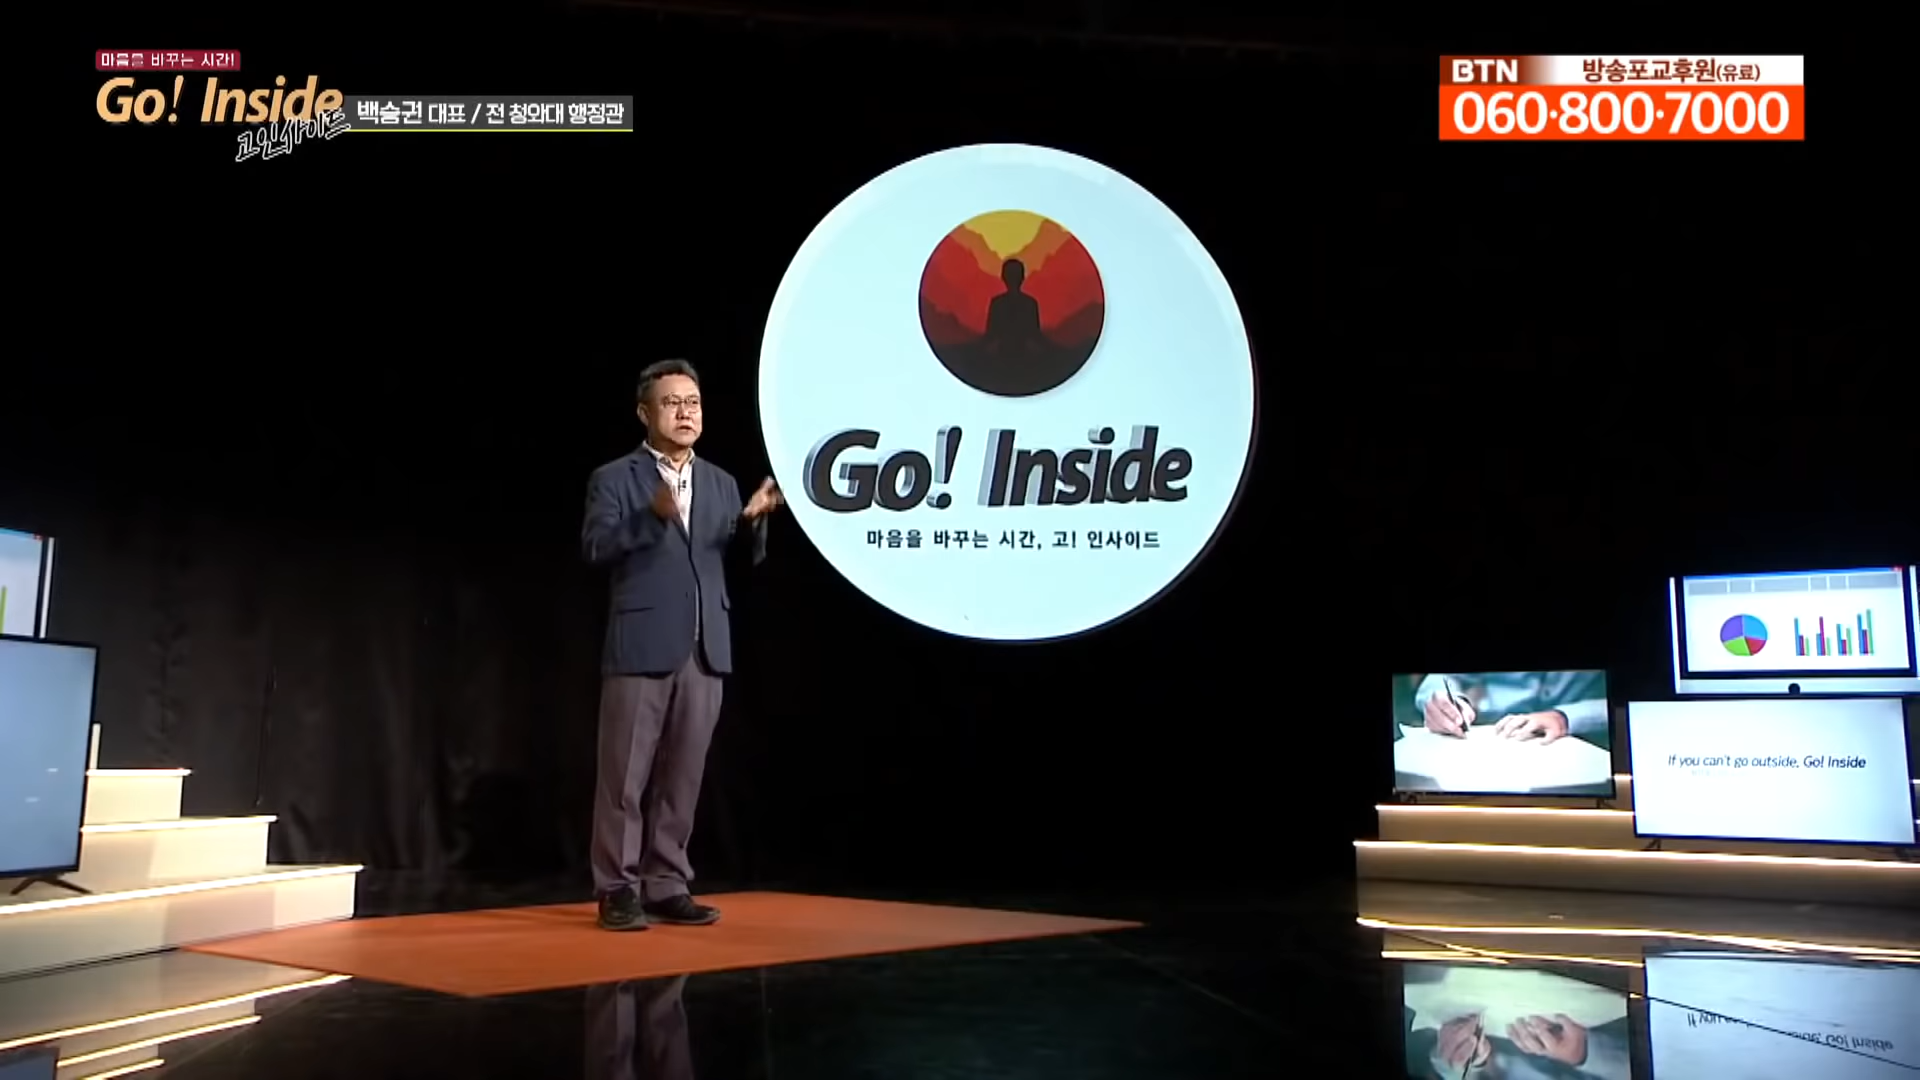 마음을 바꾸는 시간!
Go! Inside
고인사이드
백승권 대표 / 전 청와대 행정관
BTN 방송포교후원(유료)
060·800·7000
Go! Inside
마음을 바꾸는 시간, 고! 인사이드
If you can't go outside, Go! Inside